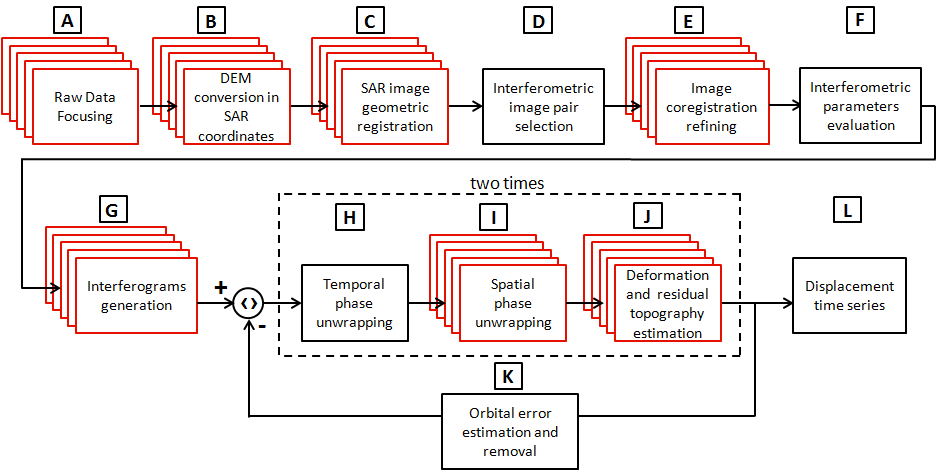 A
B
C
D
E
F
Raw Data
Focusing
DEM
conversion in
SAR
coordinates
SAR image
geometric
registration
Interferometric
image pair
selection
Image
coregistration
refining
Interferometric
parameters
evaluation
two times
G
H
I
J
L
Interferograms
generation
+
-
Temporal
phase
unwrapping
Spatial
phase
unwrapping
Deformation
and residual
topography
estimation
Displacement
time series
K
Orbital error
estimation and
removal